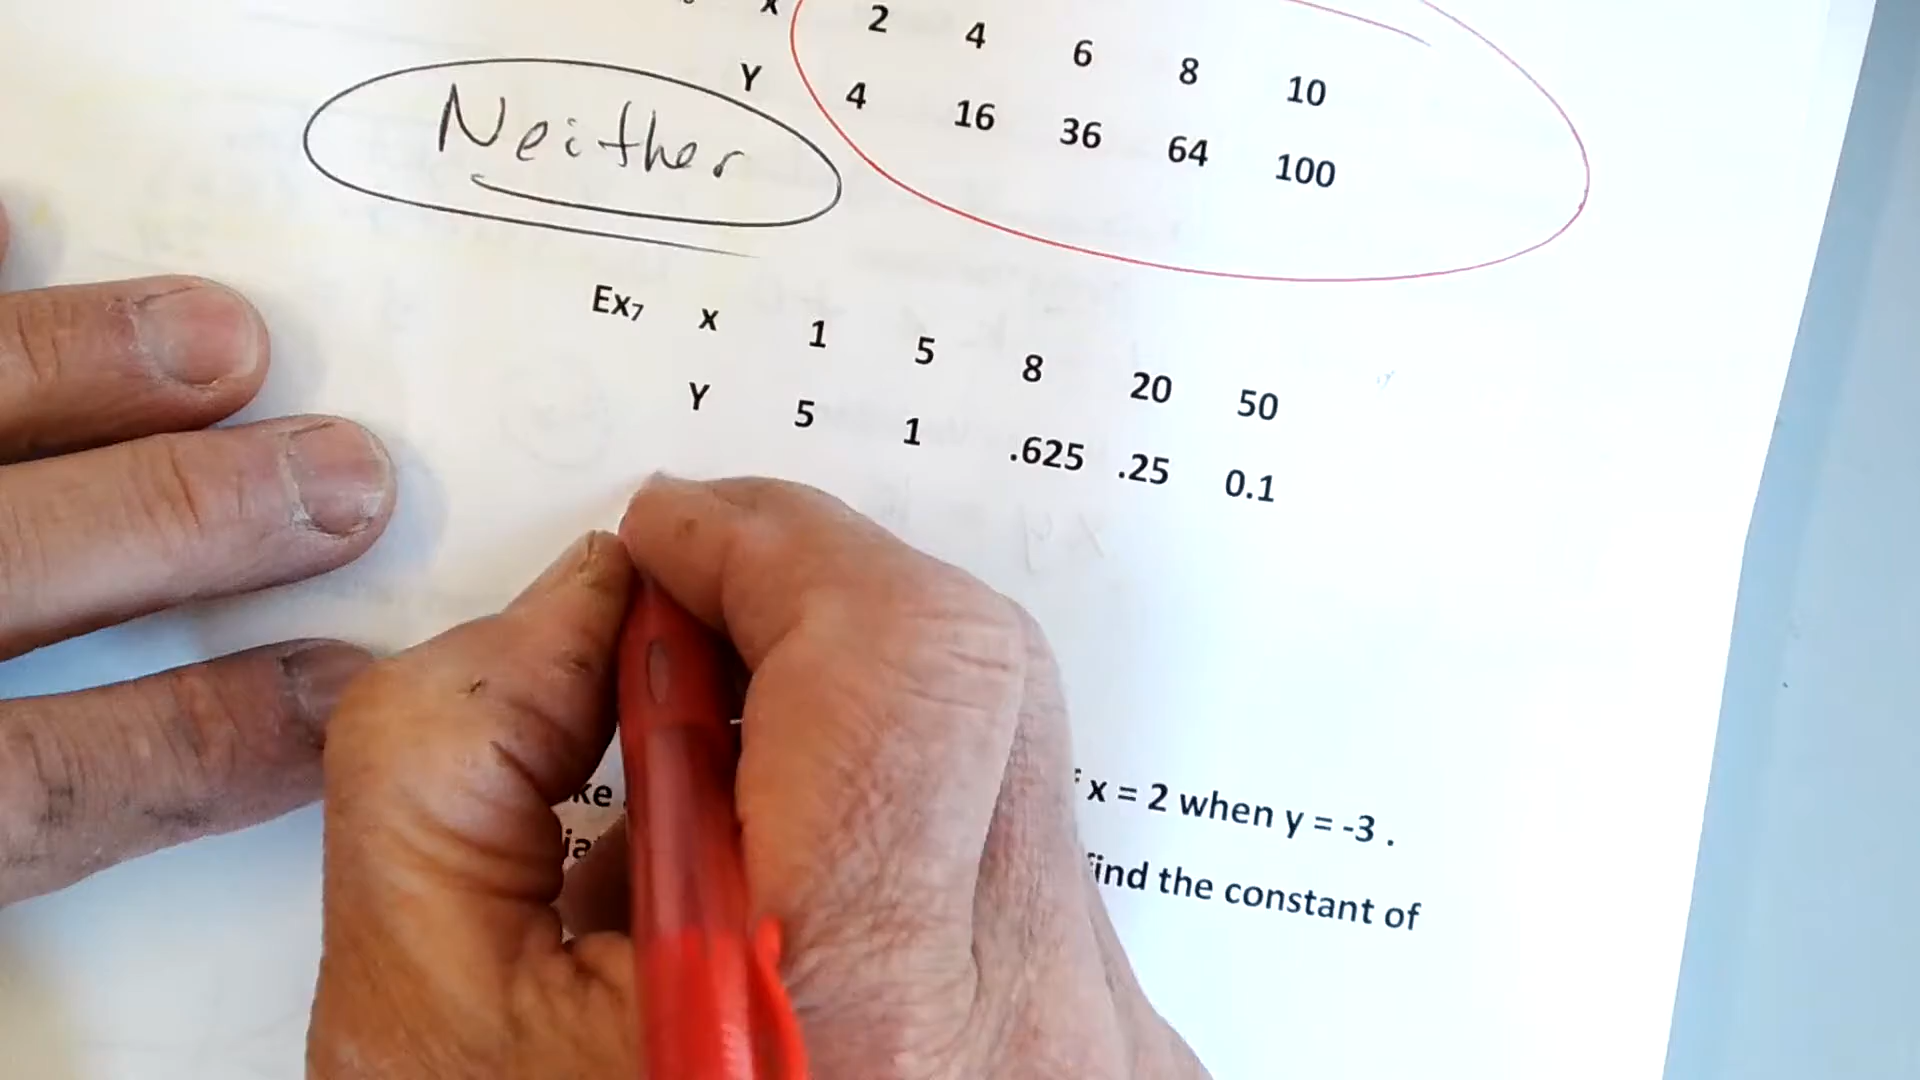 x 2 4 6 8 10
Y 4 16 36 64 100
Neither
Ex7 x 1 5 8 20 50
Y 5 1 .625 .25 0.1
x = 2 when y = -3 .
find the constant of